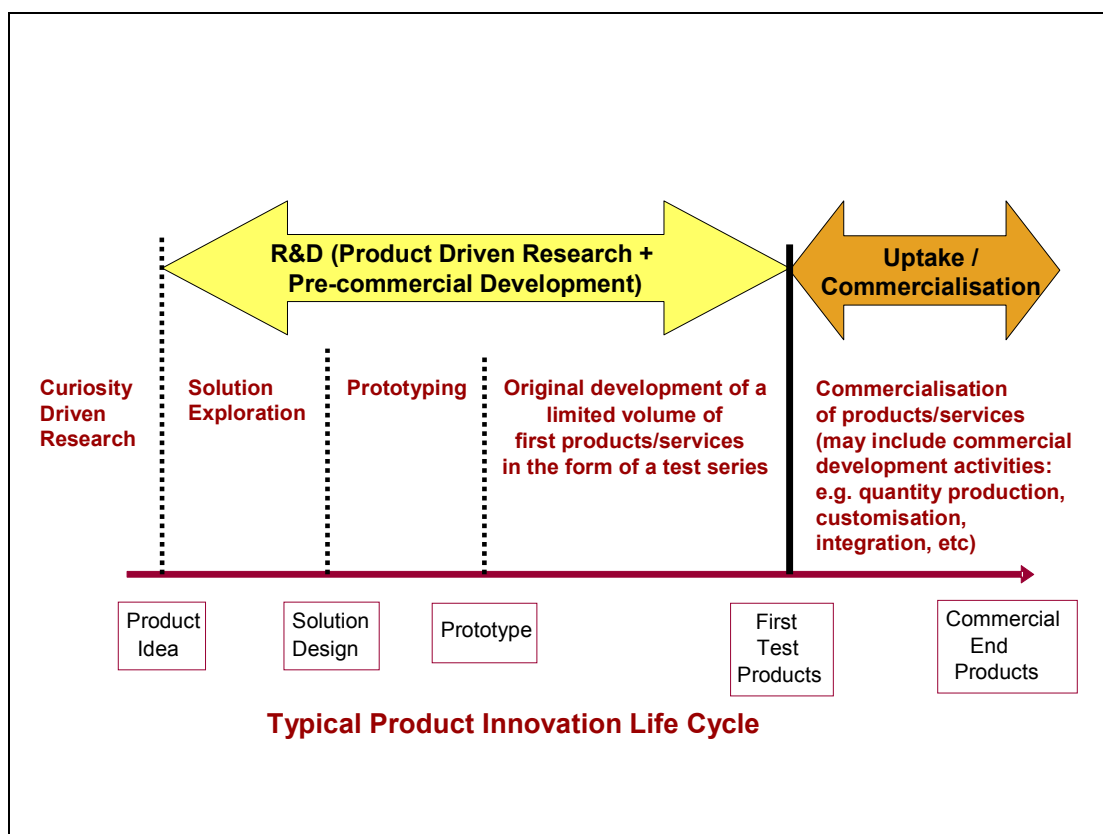 R&D (Product Driven Research +
Pre-commercial Development)
Uptake /
Commercialisation
Curiosity
Driven
Research
Solution
Exploration
Prototyping
Original development of a
limited volume of
first products/services
in the form of a test series
Commercialisation
of products/services
(may include commercial
development activities:
e.g. quantity production,
customisation,
integration, etc)
Product
Idea
Solution
Design
Prototype
First
Test
Products
Commercial
End
Products
Typical Product Innovation Life Cycle